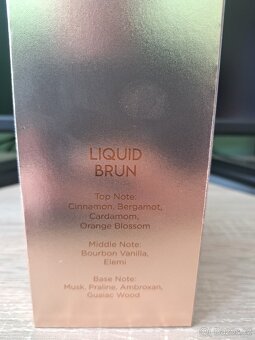 LIQUID
BRUN
Top Note:
Cinnamon, Bergamot,
Cardamom,
Orange Blossom
Middle Note:
Bourbon Vanilla,
Elemi
Base Note:
Musk, Praline, Ambroxan,
Guaiac Wood